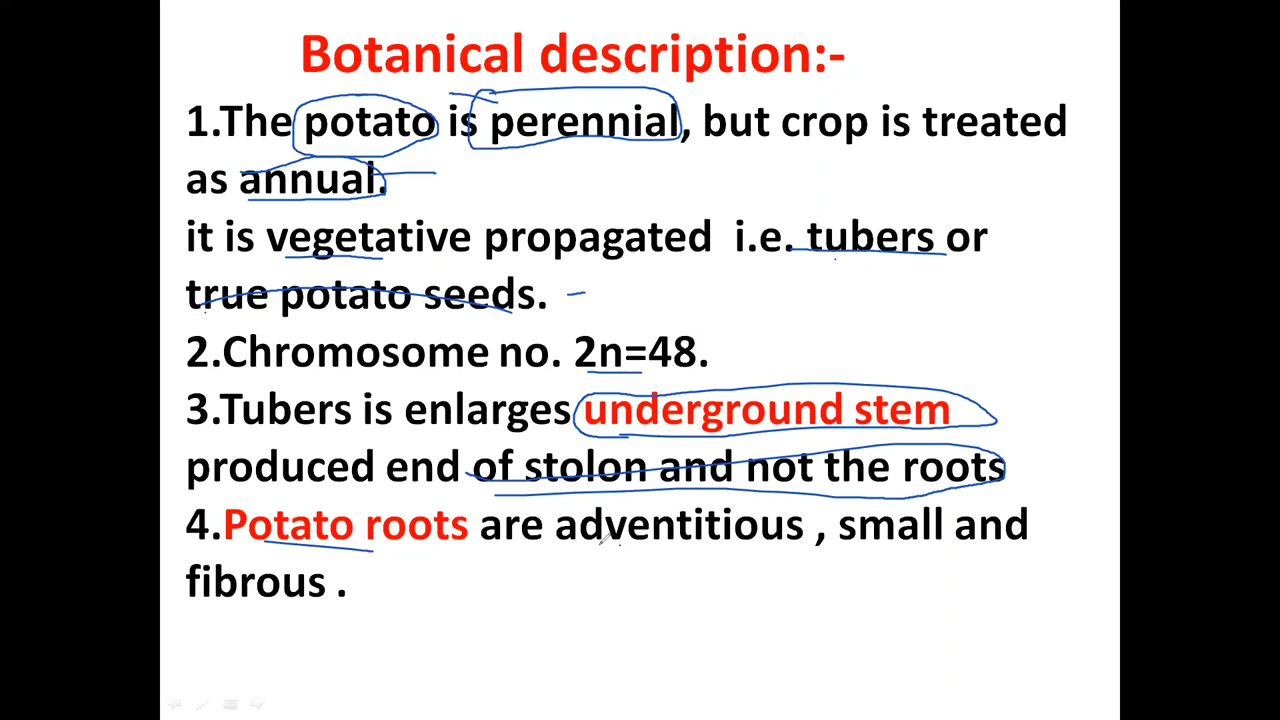 Botanical description:-
1.The potato is perennial, but crop is treated
as annual.
it is vegetative propagated i.e. tubers or
true potato seeds.
2.Chromosome no. 2n=48.
3.Tubers is enlarges underground stem
produced end of stolon and not the roots
4.Potato roots are adventitious , small and
fibrous .